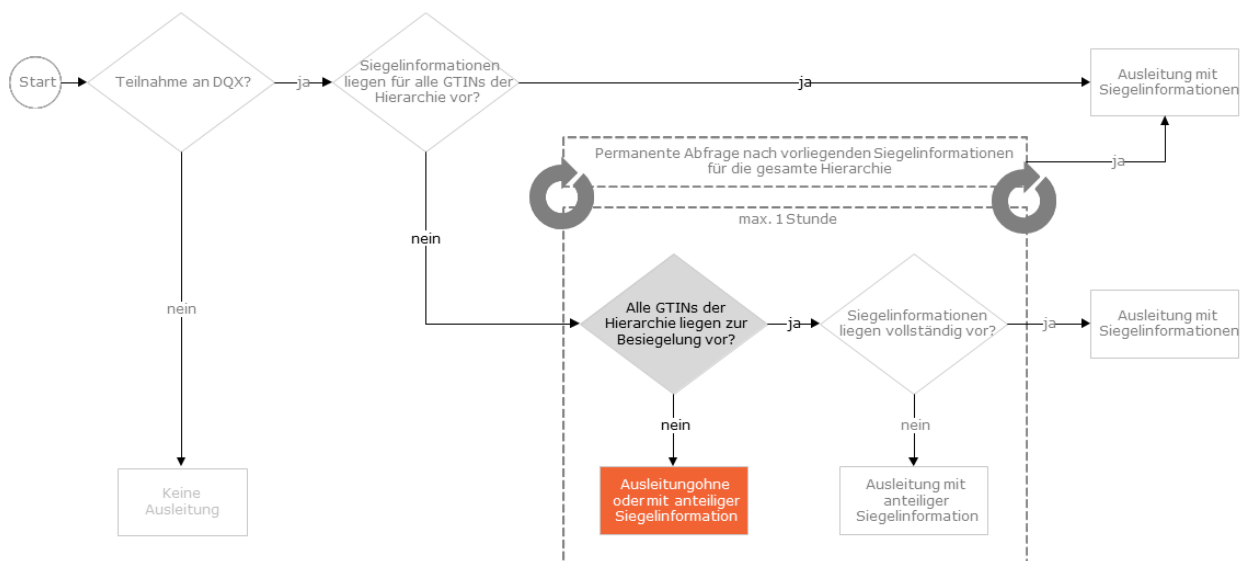 Start
Teilnahme an DQX?
ja
Siegelinformationen
liegen für alle GTINs der
Hierarchie vor?
ja
Ausleitung mit
Siegelinformationen
Permanente Abfrage nach vorliegenden Siegelinformationen
für die gesamte Hierarchie
ja
max. 1 Stunde
nein
nein
Alle GTINs der
Hierarchie liegen zur
Besiegelung vor?
ja
Siegelinformationen
liegen vollständig vor?
ja
Ausleitung mit
Siegelinformationen
nein
nein
Keine
Ausleitung
Ausleitungohne
oder mit anteiliger
Siegelinformation
Ausleitung mit
anteiliger
Siegelinformation